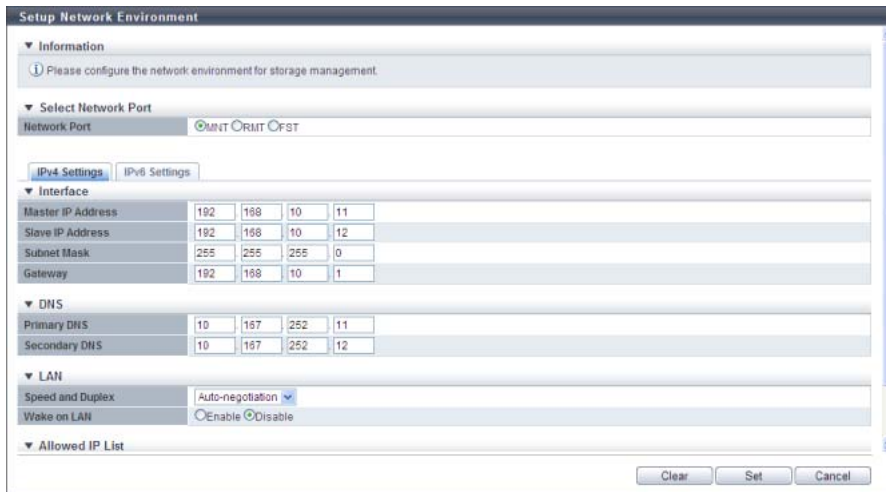 Setup Network Environment
Information
Please configure the network environment for storage management.
Select Network Port
Network Port MNT RMT FST
IPv4 Settings IPv6 Settings
Interface
Master IP Address 192 . 168 . 10 . 11
Slave IP Address 192 . 168 . 10 . 12
Subnet Mask 255 . 255 . 255 . 0
Gateway 192 . 168 . 10 . 1
DNS
Primary DNS 10 . 167 . 252 . 11
Secondary DNS 10 . 167 . 252 . 12
LAN
Speed and Duplex Auto-negotiation
Wake on LAN Enable Disable
Allowed IP List
Clear Set Cancel